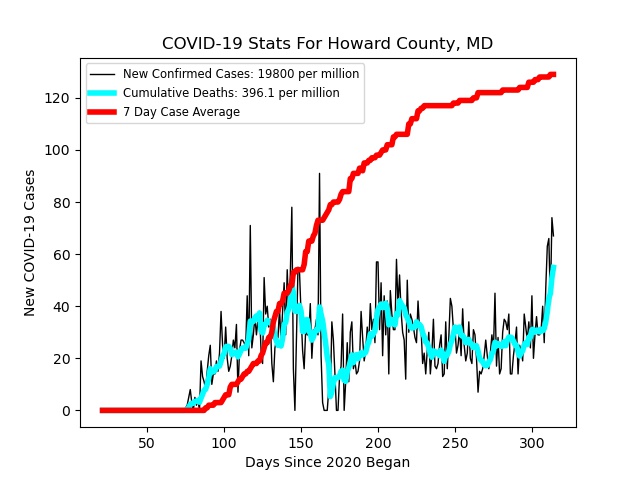 COVID-19 Stats For Howard County, MD
New Confirmed Cases: 19800 per million
Cumulative Deaths: 396.1 per million
7 Day Case Average
New COVID-19 Cases
120
100
80
60
40
20
0
50 100 150 200 250 300
Days Since 2020 Began